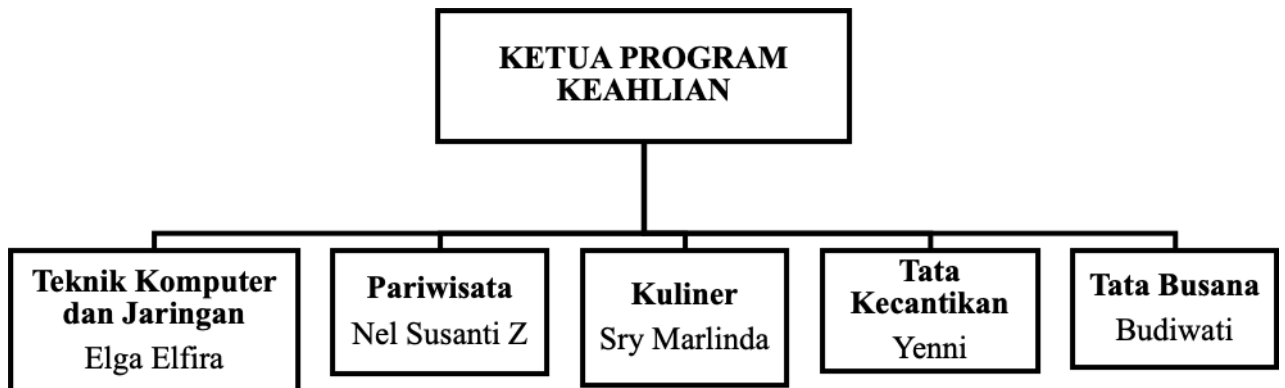 KETUA PROGRAM
KEAHLIAN
Teknik Komputer
dan Jaringan
Elga Elfira
Pariwisata
Nel Susanti Z
Kuliner
Sry Marlinda
Tata
Kecantikan
Yenni
Tata Busana
Budiwati